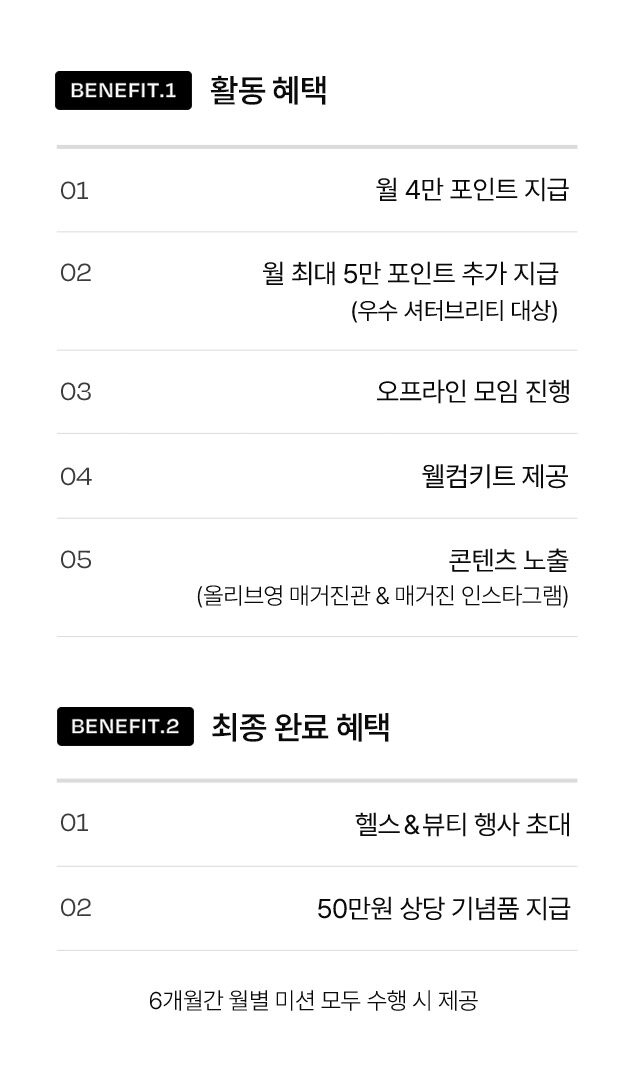 BENEFIT.1 활동 혜택
01 월 4만 포인트 지급
02 월 최대 5만 포인트 추가 지급
(우수 셔터브리티 대상)
03 오프라인 모임 진행
04 웰컴키트 제공
05 콘텐츠 노출
(올리브영 매거진관 & 매거진 인스타그램)
BENEFIT.2 최종 완료 혜택
01 헬스&뷰티 행사 초대
02 50만원 상당 기념품 지급
6개월간 월별 미션 모두 수행 시 제공